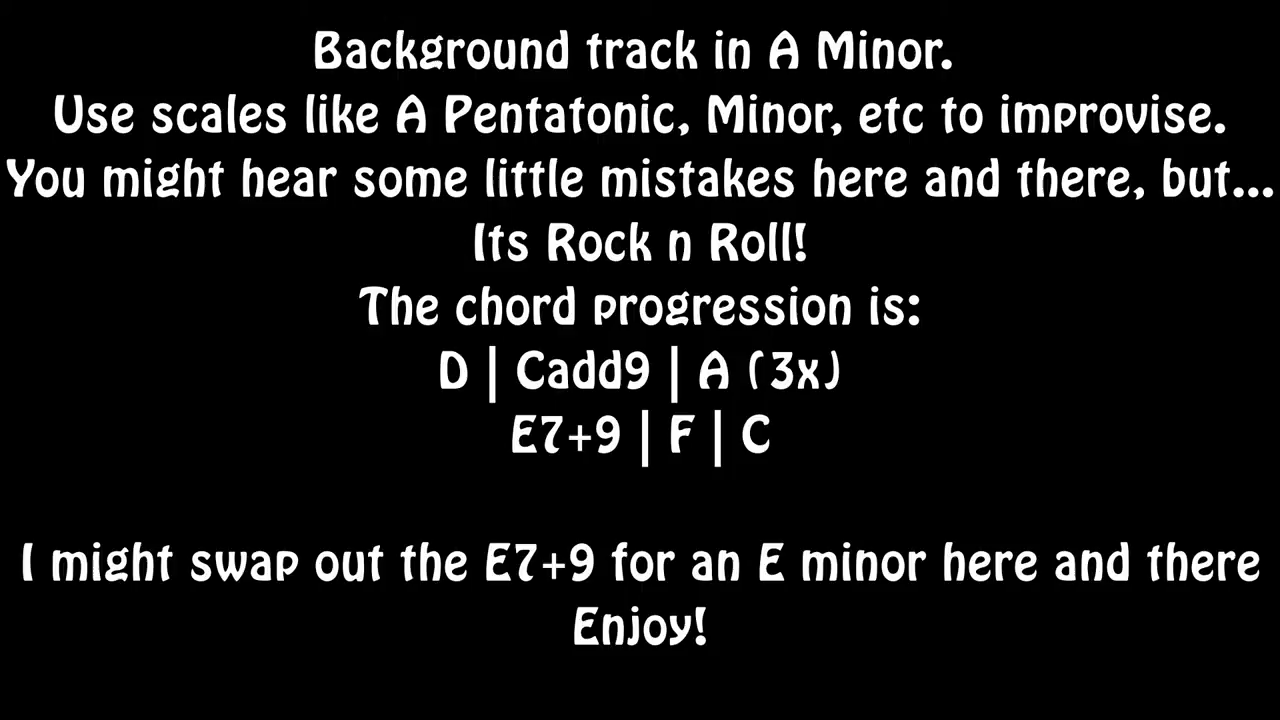 Background track in A Minor.
Use scales like A Pentatonic, Minor, etc to improvise.
You might hear some little mistakes here and there, but...
Its Rock n Roll!
The chord progression is:
D | Cadd9 | A (3x)
E7+9 | F | C
I might swap out the E7+9 for an E minor here and there
Enjoy!